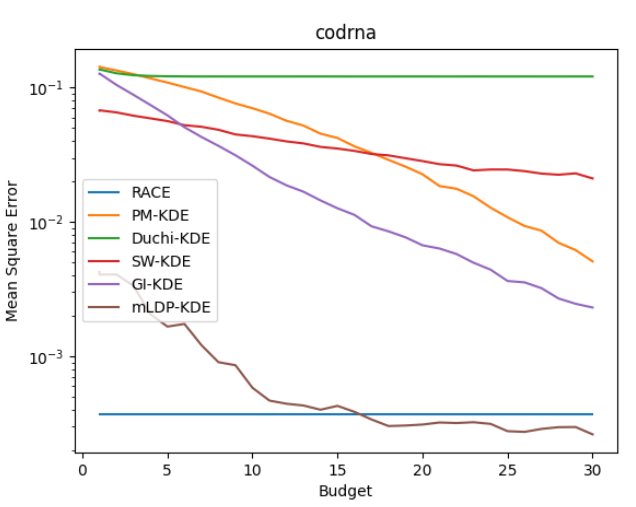 codrna
Mean Square Error
10⁻¹
10⁻²
10⁻³
RACE
PM-KDE
Duchi-KDE
SW-KDE
GI-KDE
mLDP-KDE
0 5 10 15 20 25 30
Budget